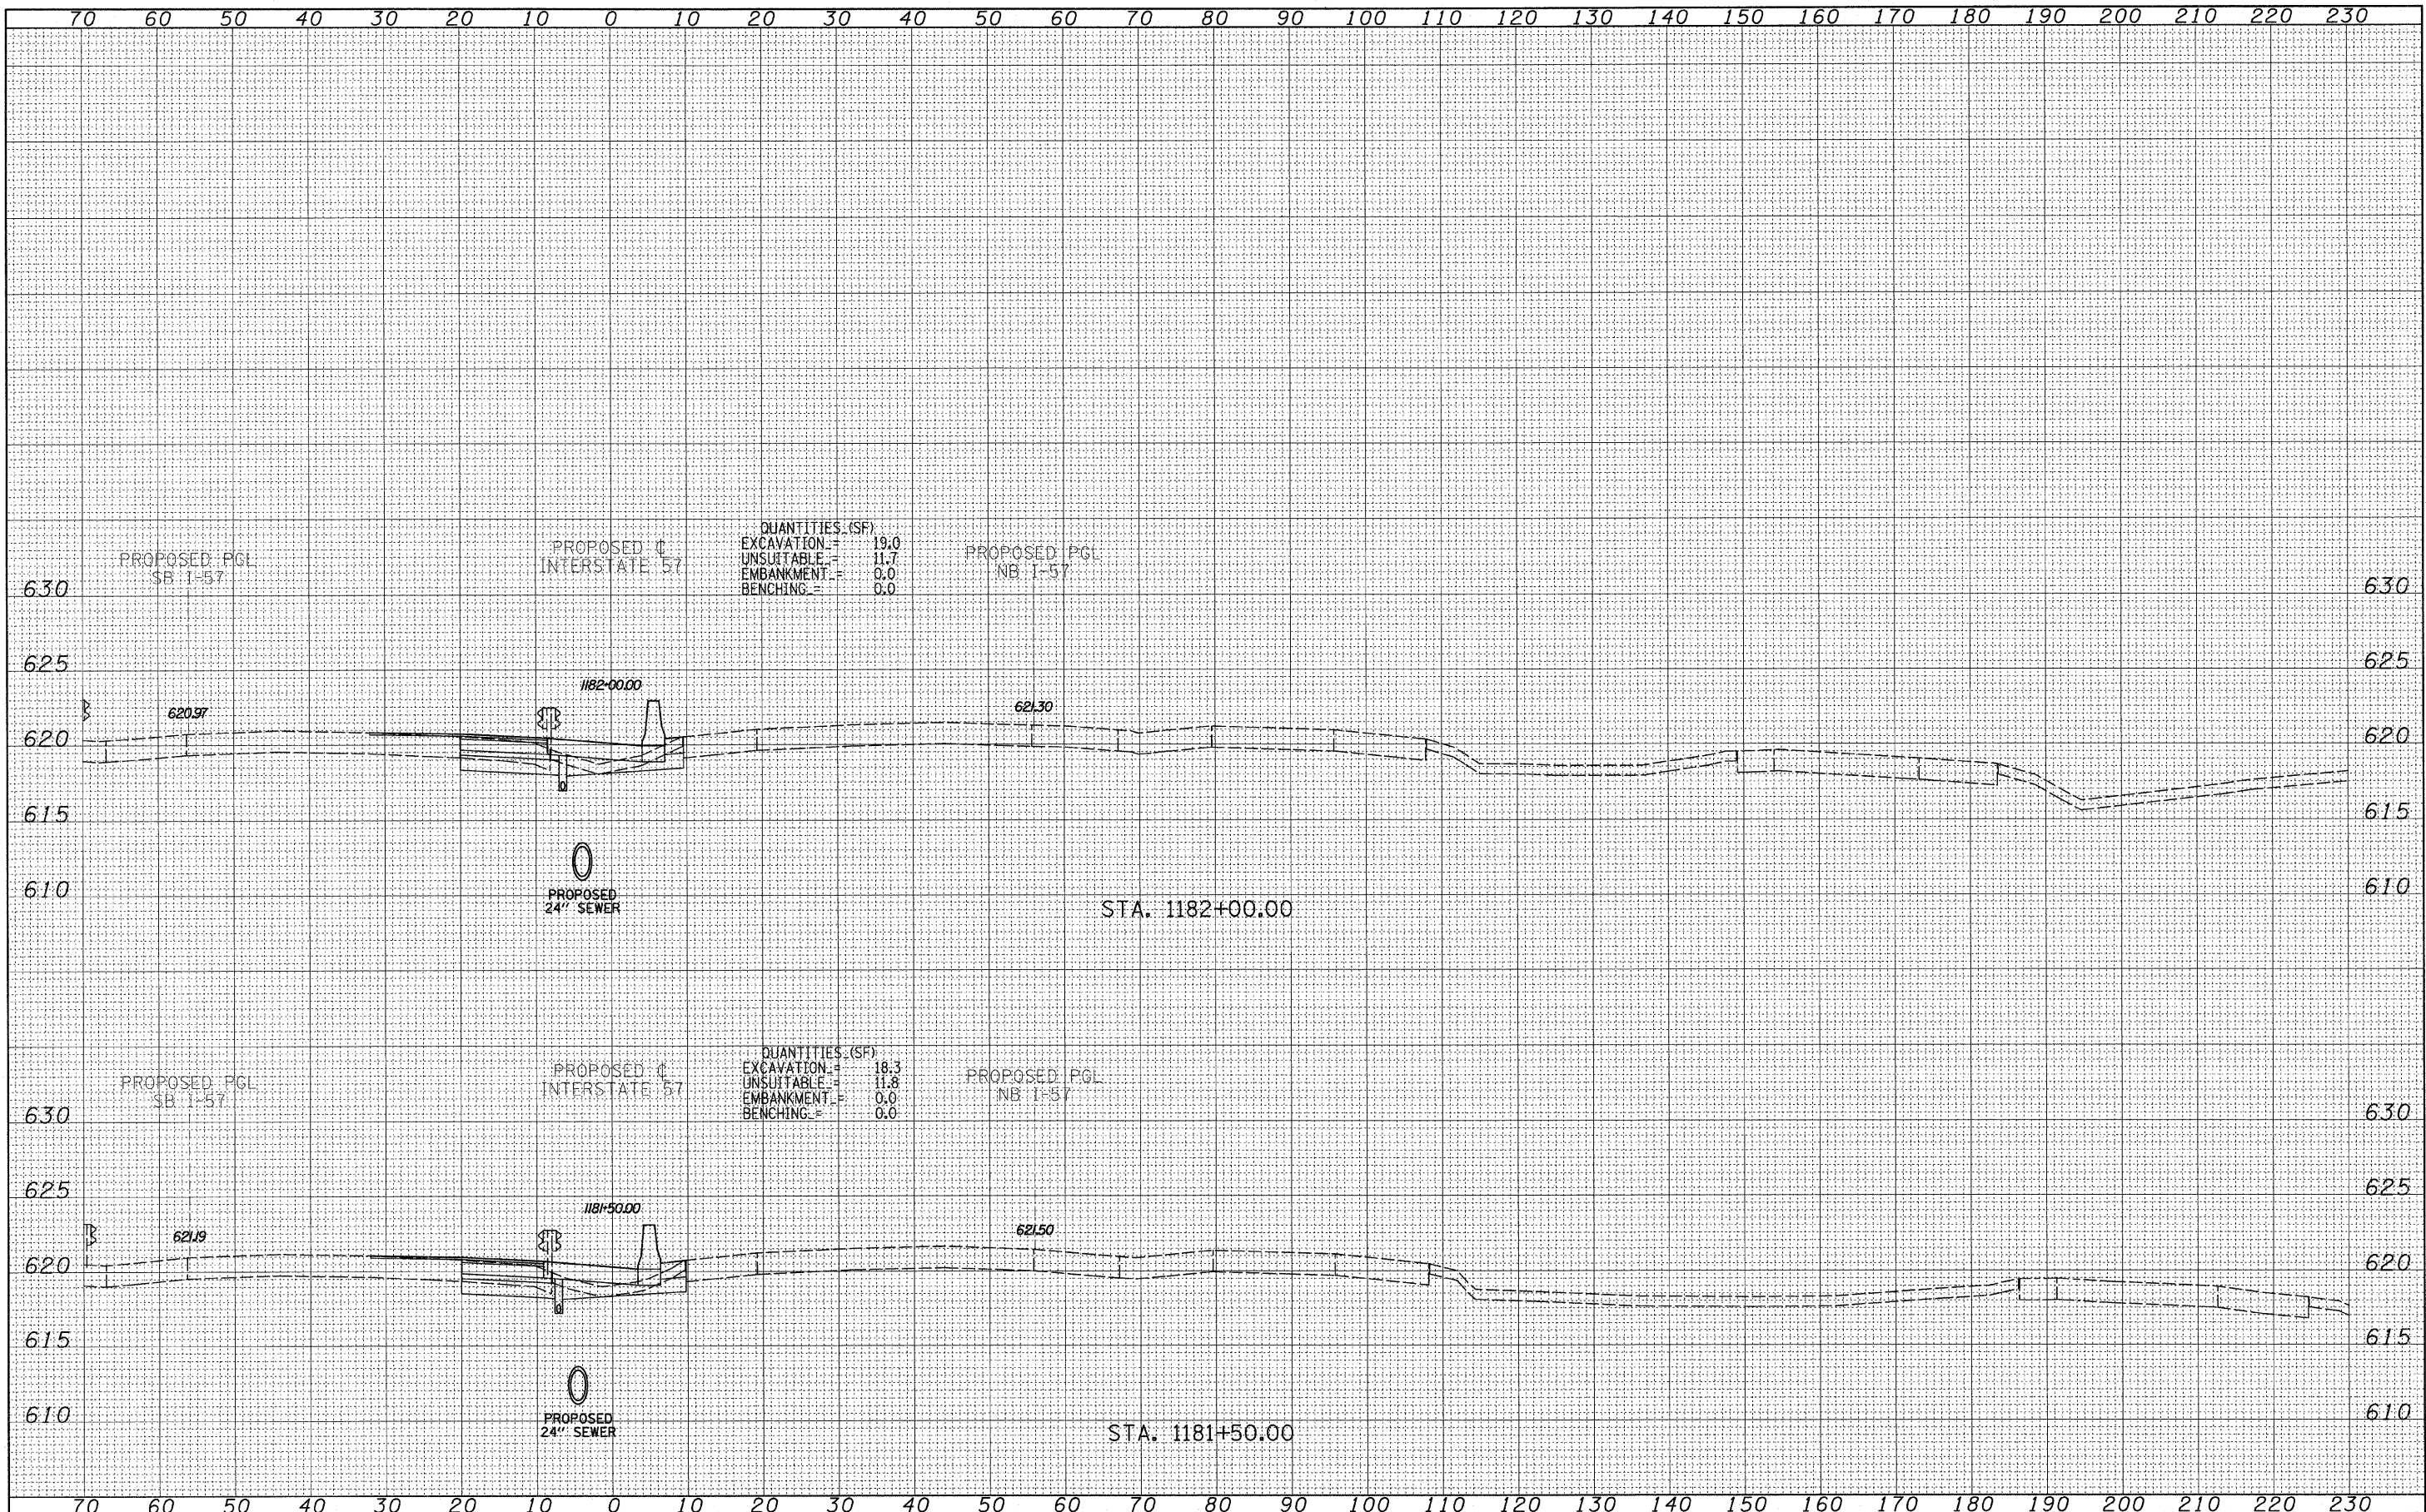 70 60 50 40 30 20 10 0 10 20 30 40 50 60 70 80 90 100 110 120 130 140 150 160 170 180 190 200 210 220 230
PROPOSED PGL
SB I-57
PROPOSED ℄
INTERSTATE 57
QUANTITIES (SF)
EXCAVATION = 19.0
UNSUITABLE = 11.7
EMBANKMENT = 0.0
BENCHING = 0.0
PROPOSED PGL
NB I-57
630 630
625 625
1182+00.00
620.97 621.30
620 620
615 615
610 610
PROPOSED
24" SEWER
STA. 1182+00.00
PROPOSED PGL
SB I-57
PROPOSED ℄
INTERSTATE 57
QUANTITIES (SF)
EXCAVATION = 18.3
UNSUITABLE = 11.8
EMBANKMENT = 0.0
BENCHING = 0.0
PROPOSED PGL
NB I-57
630 630
625 625
1181+50.00
621.19 621.50
620 620
615 615
610 610
PROPOSED
24" SEWER
STA. 1181+50.00
70 60 50 40 30 20 10 0 10 20 30 40 50 60 70 80 90 100 110 120 130 140 150 160 170 180 190 200 210 220 230